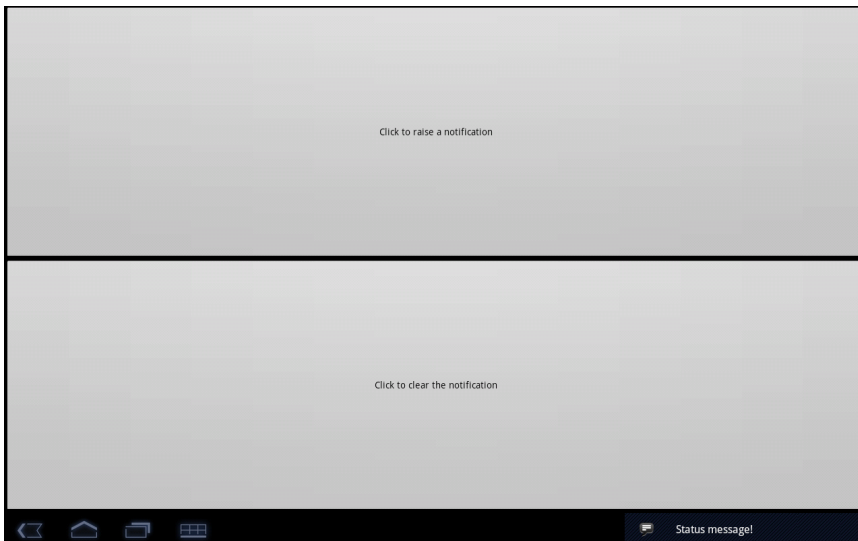 Click to raise a notification
Click to clear the notification
Status message!